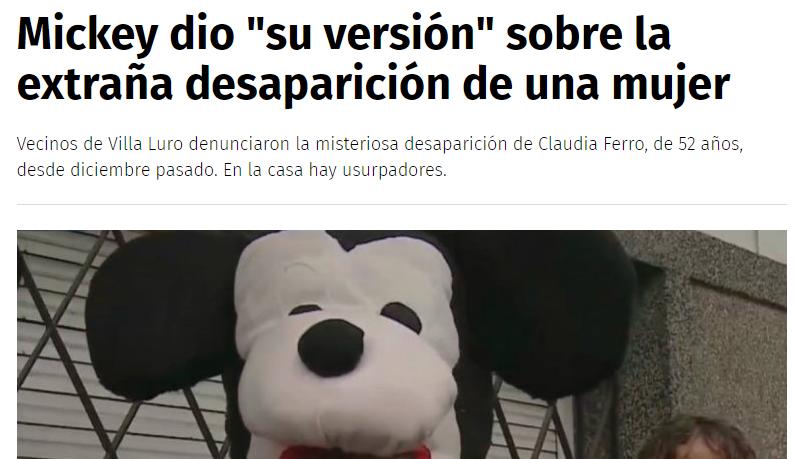 Mickey dio "su versión" sobre la
extraña desaparición de una mujer
Vecinos de Villa Luro denunciaron la misteriosa desaparición de Claudia Ferro, de 52 años,
desde diciembre pasado. En la casa hay usurpadores.